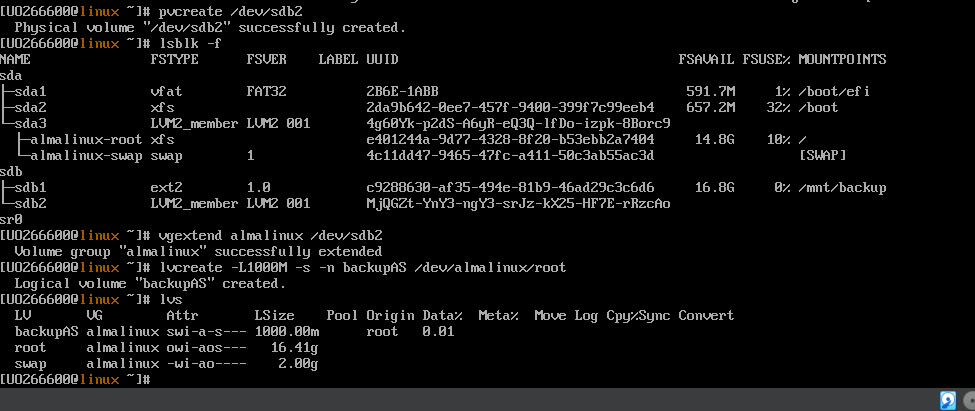 [UO266600@linux ~]# pvcreate /dev/sdb2
  Physical volume "/dev/sdb2" successfully created.
[UO266600@linux ~]# lsblk -f
NAME               FSTYPE      FSVER    LABEL UUID                                   FSAVAIL FSUSE% MOUNTPOINTS
sda
├─sda1             vfat        FAT32          2B6E-1ABB                               591.7M     1% /boot/efi
├─sda2             xfs                        2da9b642-0ee7-457f-9400-399f7c99eeb4    657.2M    32% /boot
└─sda3             LVM2_member LVM2 001       4g60Yk-p2dS-A6yR-eQ3Q-lfDo-izpk-8Borc9
  ├─almalinux-root xfs                        e401244a-9d77-4328-8f20-b53ebb2a7404     14.8G    10% /
  └─almalinux-swap swap        1              4c11dd47-9465-47fc-a411-50c3ab55ac3d                  [SWAP]
sdb
├─sdb1             ext2        1.0            c9288630-af35-494e-81b9-46ad29c3c6d6     16.8G     0% /mnt/backup
└─sdb2             LVM2_member LVM2 001       MjQGZt-YnY3-ngY3-srJz-kX25-HF7E-rRzcAo
sr0
[UO266600@linux ~]# vgextend almalinux /dev/sdb2
  Volume group "almalinux" successfully extended
[UO266600@linux ~]# lvcreate -L1000M -s -n backupAS /dev/almalinux/root
  Logical volume "backupAS" created.
[UO266600@linux ~]# lvs
  LV       VG        Attr       LSize    Pool Origin Data%  Meta%  Move Log Cpy%Sync Convert
  backupAS almalinux swi-a-s--- 1000.00m      root   0.01
  root     almalinux owi-aos---   16.41g
  swap     almalinux -wi-ao----    2.00g
[UO266600@linux ~]#